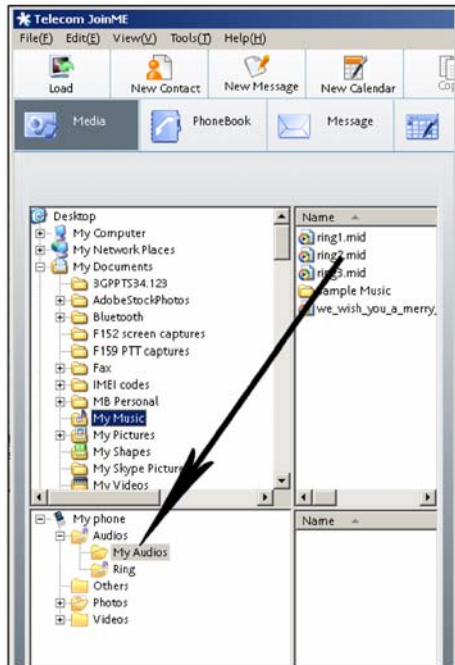 Telecom JoinME
File(F) Edit(E) View(V) Tools(T) Help(H)
Load New Contact New Message New Calendar
Media PhoneBook Message
Desktop
My Computer
My Network Places
My Documents
3GPPTS34.123
AdobeStockPhotos
Bluetooth
F152 screen captures
F159 PTT captures
Fax
IMEI codes
MB Personal
My Music
My Pictures
My Shapes
My Skype Picture
My Videos
Name
ring1.mid
ring2.mid
ring3.mid
Sample Music
we_wish_you_a_merry_
My phone
Audios
My Audios
Ring
Others
Photos
Videos
Name